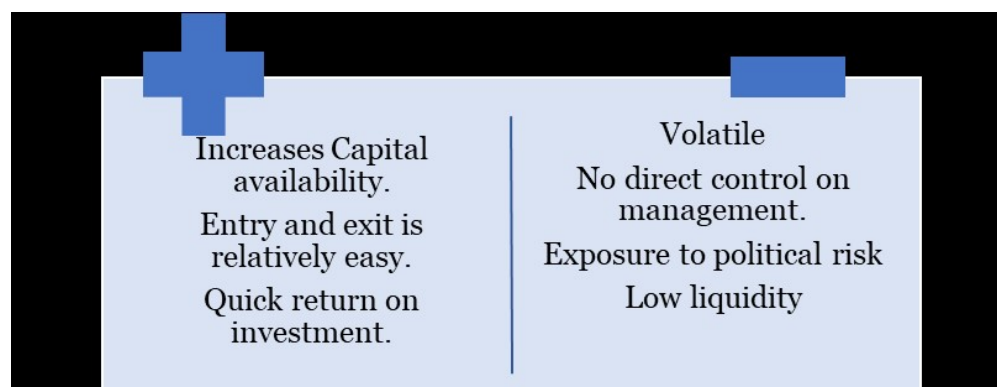 Increases Capital
availability.
Entry and exit is
relatively easy.
Quick return on
investment.
Volatile
No direct control on
management.
Exposure to political risk
Low liquidity